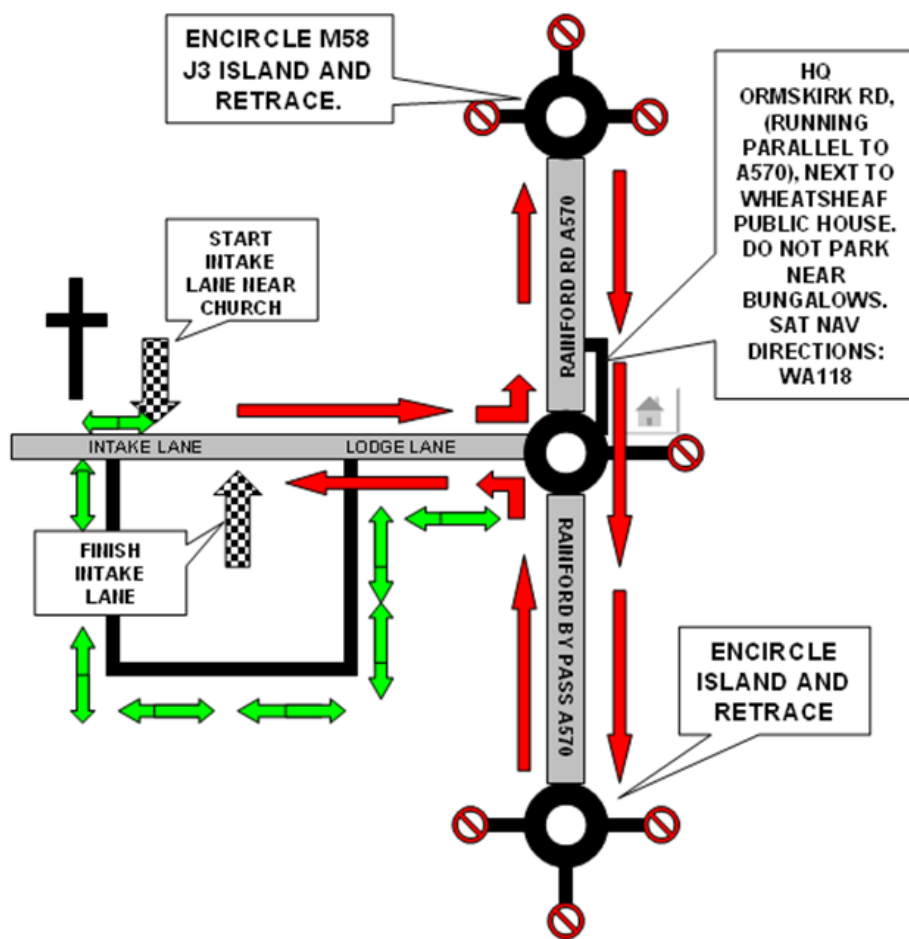 ENCIRCLE M58
J3 ISLAND AND
RETRACE.
HQ
ORMSKIRK RD,
(RUNNING
PARALLEL TO
A570), NEXT TO
WHEATSHEAF
PUBLIC HOUSE.
DO NOT PARK
NEAR
BUNGALOWS.
SAT NAV
DIRECTIONS:
WA118
START
INTAKE
LANE NEAR
CHURCH
RAINFORD RD A570
INTAKE LANE
LODGE LANE
FINISH
INTAKE
LANE
RAINFORD BY PASS A570
ENCIRCLE
ISLAND AND
RETRACE